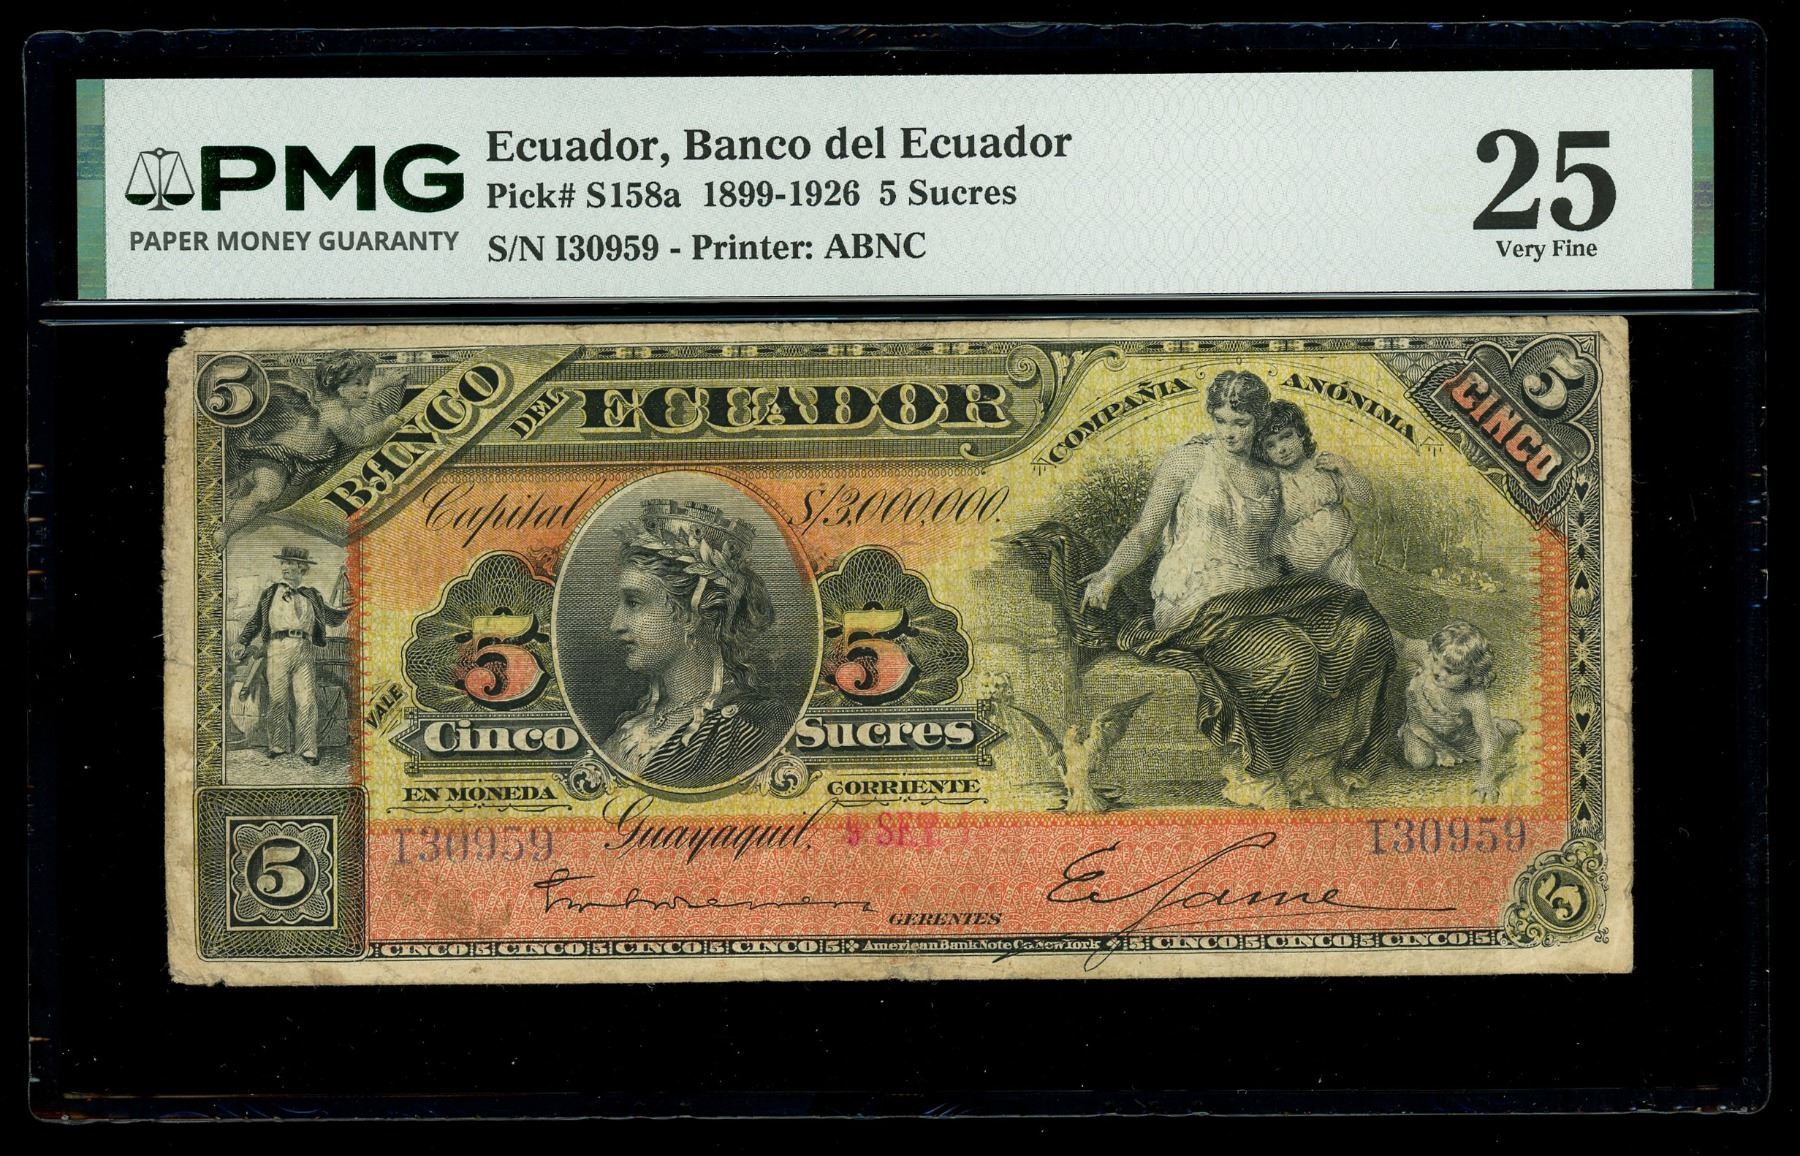 PMG
PAPER MONEY GUARANTY
Ecuador, Banco del Ecuador
Pick# S158a 1899-1926 5 Sucres
S/N I30959 - Printer: ABNC
25
Very Fine
5
BANCO DEL ECUADOR
COMPAÑIA ANÓNIMA
5
CINCO
Capital S/3,000,000.
5 5
VALE
Cinco Sucres
EN MONEDA CORRIENTE
I30959 Guayaquil, SET I30959
5
GERENTES
5
CINCO 5 CINCO 5 CINCO 5 CINCO 5 American Bank Note Co. New York 5 CINCO 5 CINCO 5 CINCO 5